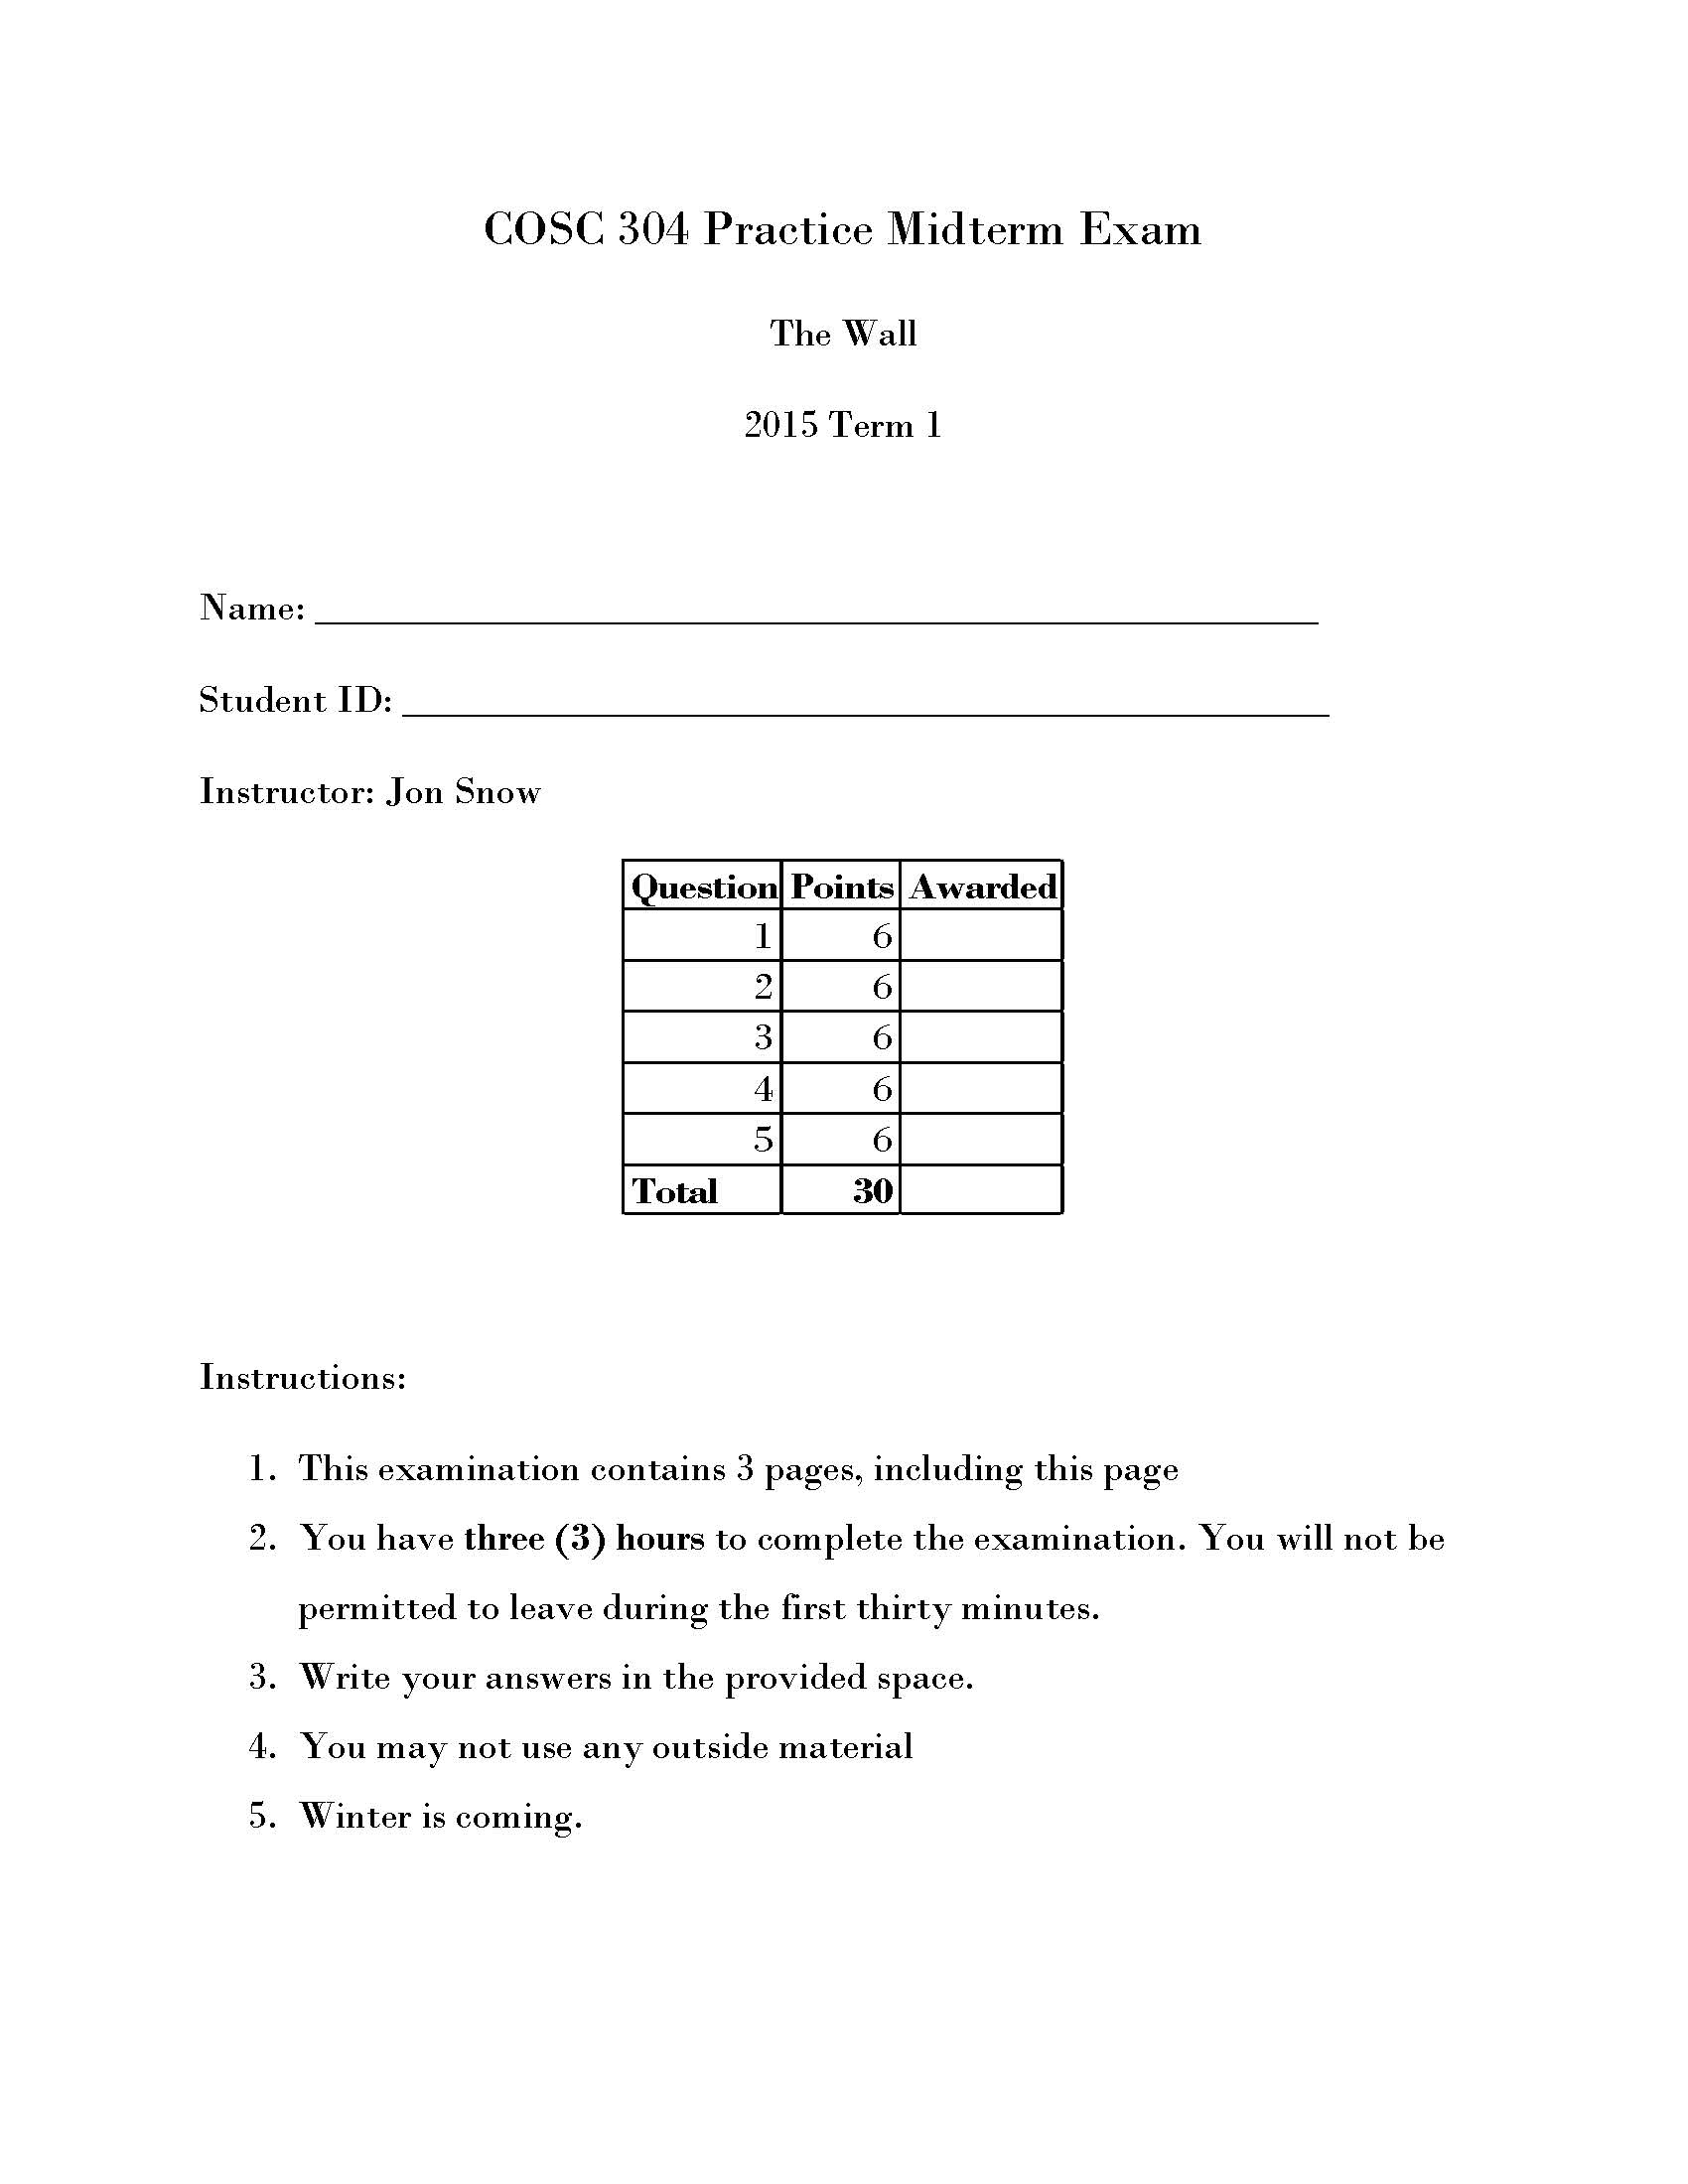 COSC 304 Practice Midterm Exam
The Wall
2015 Term 1
Name: ______________________________________________
Student ID: __________________________________________
Instructor: Jon Snow
Question Points Awarded
1 6
2 6
3 6
4 6
5 6
Total 30
Instructions:
1. This examination contains 3 pages, including this page
2. You have three (3) hours to complete the examination. You will not be
permitted to leave during the first thirty minutes.
3. Write your answers in the provided space.
4. You may not use any outside material
5. Winter is coming.